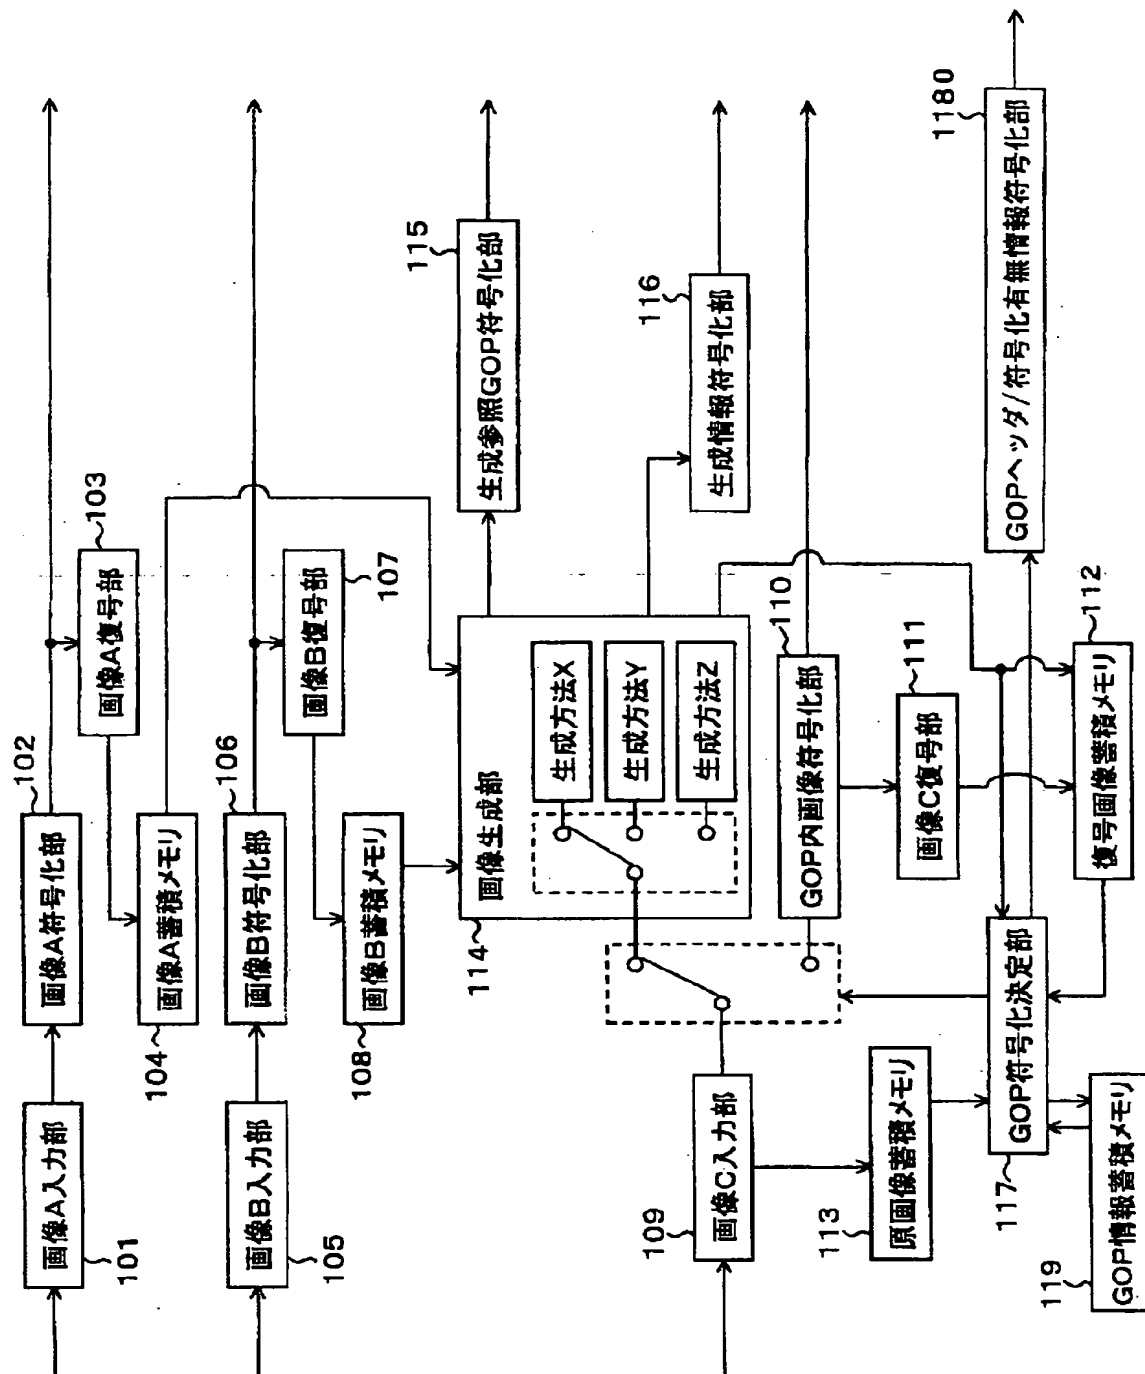 画像A入力部
101
画像A符号化部
102
画像A復号部
103
画像A蓄積メモリ
104
画像B入力部
105
画像B符号化部
106
画像B復号部
107
画像B蓄積メモリ
108
画像生成部
114
生成方法X
生成方法Y
生成方法Z
生成参照GOP符号化部
115
生成情報符号化部
116
画像C入力部
109
GOP内画像符号化部
110
画像C復号部
111
復号画像蓄積メモリ
112
原画像蓄積メモリ
113
GOP符号化決定部
117
GOPヘッダ/符号化有無情報符号化部
1180
GOP情報蓄積メモリ
119